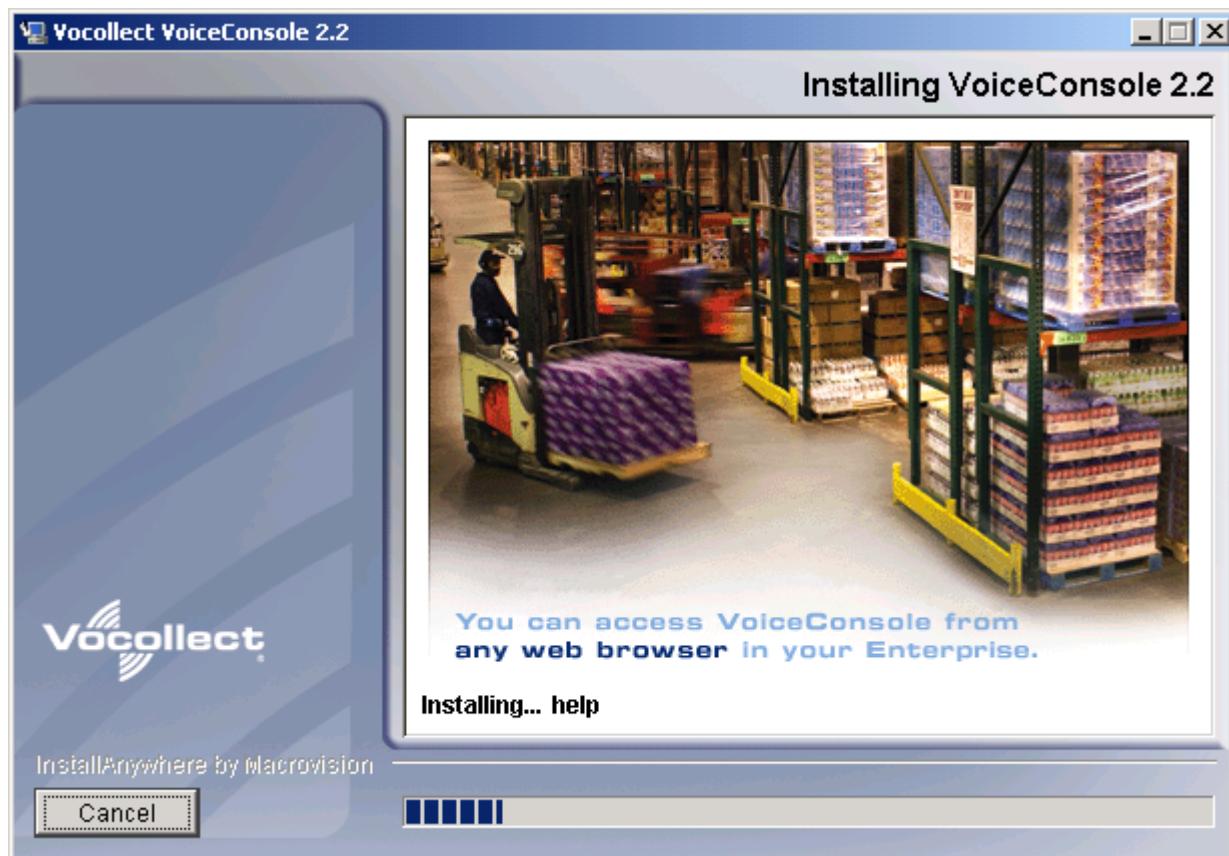 Vocollect VoiceConsole 2.2
Installing VoiceConsole 2.2
You can access VoiceConsole from
any web browser in your Enterprise.
Installing... help
Vocollect
InstallAnywhere by Macrovision
Cancel